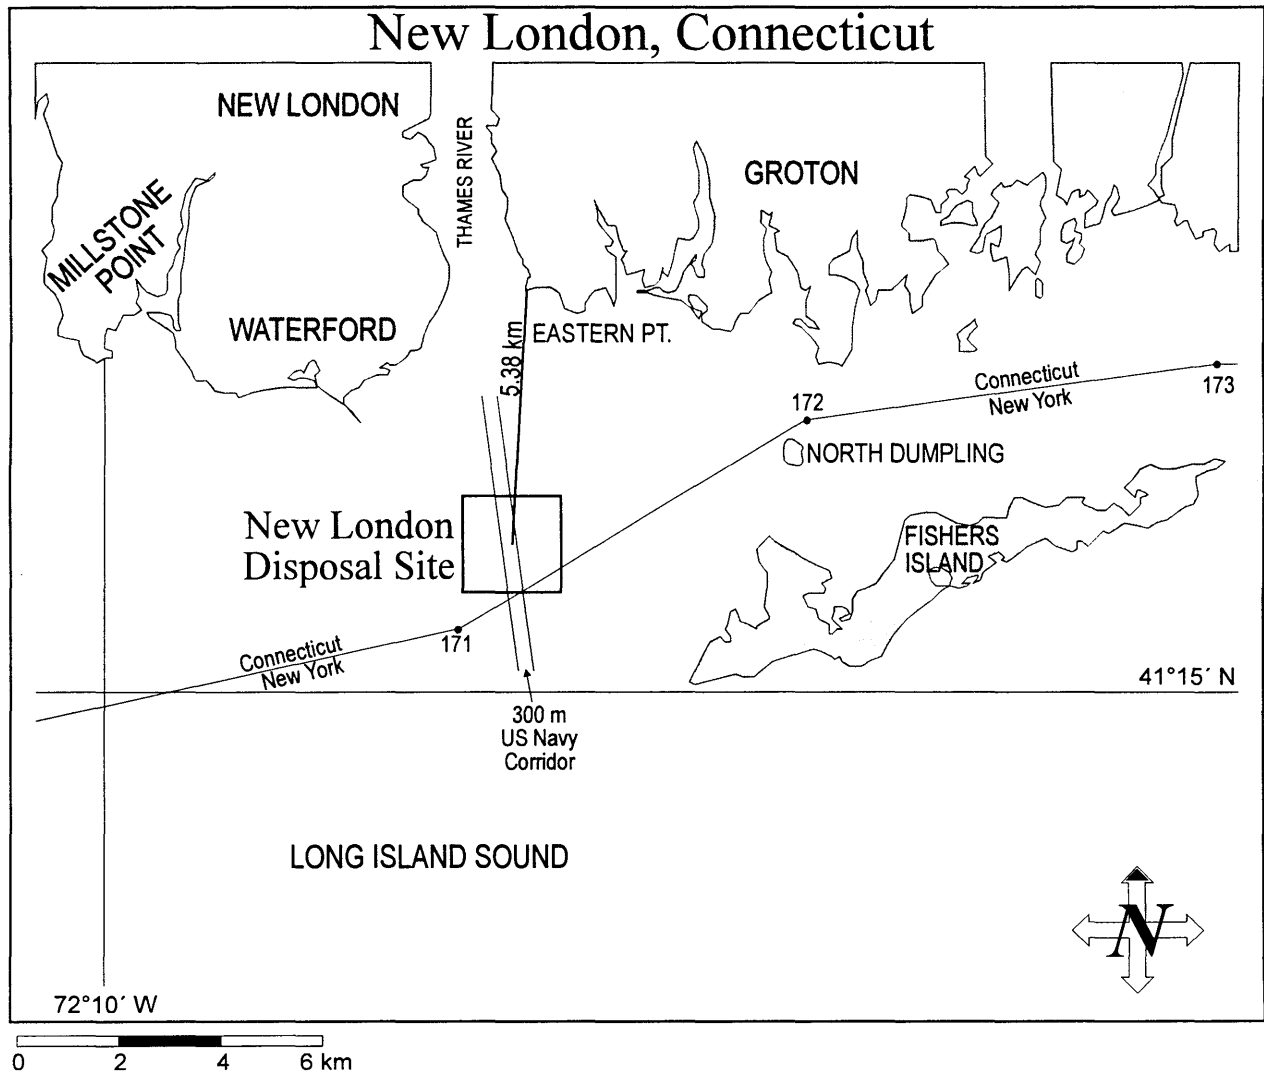 New London, Connecticut
NEW LONDON
THAMES RIVER
GROTON
MILLSTONE
POINT
WATERFORD
5.38 km
EASTERN PT.
Connecticut
New York
173
172
NORTH DUMPLING
New London
Disposal Site
FISHERS
ISLAND
171
Connecticut
New York
41°15´ N
300 m
US Navy
Corridor
LONG ISLAND SOUND
N
72°10´ W
0 2 4 6 km